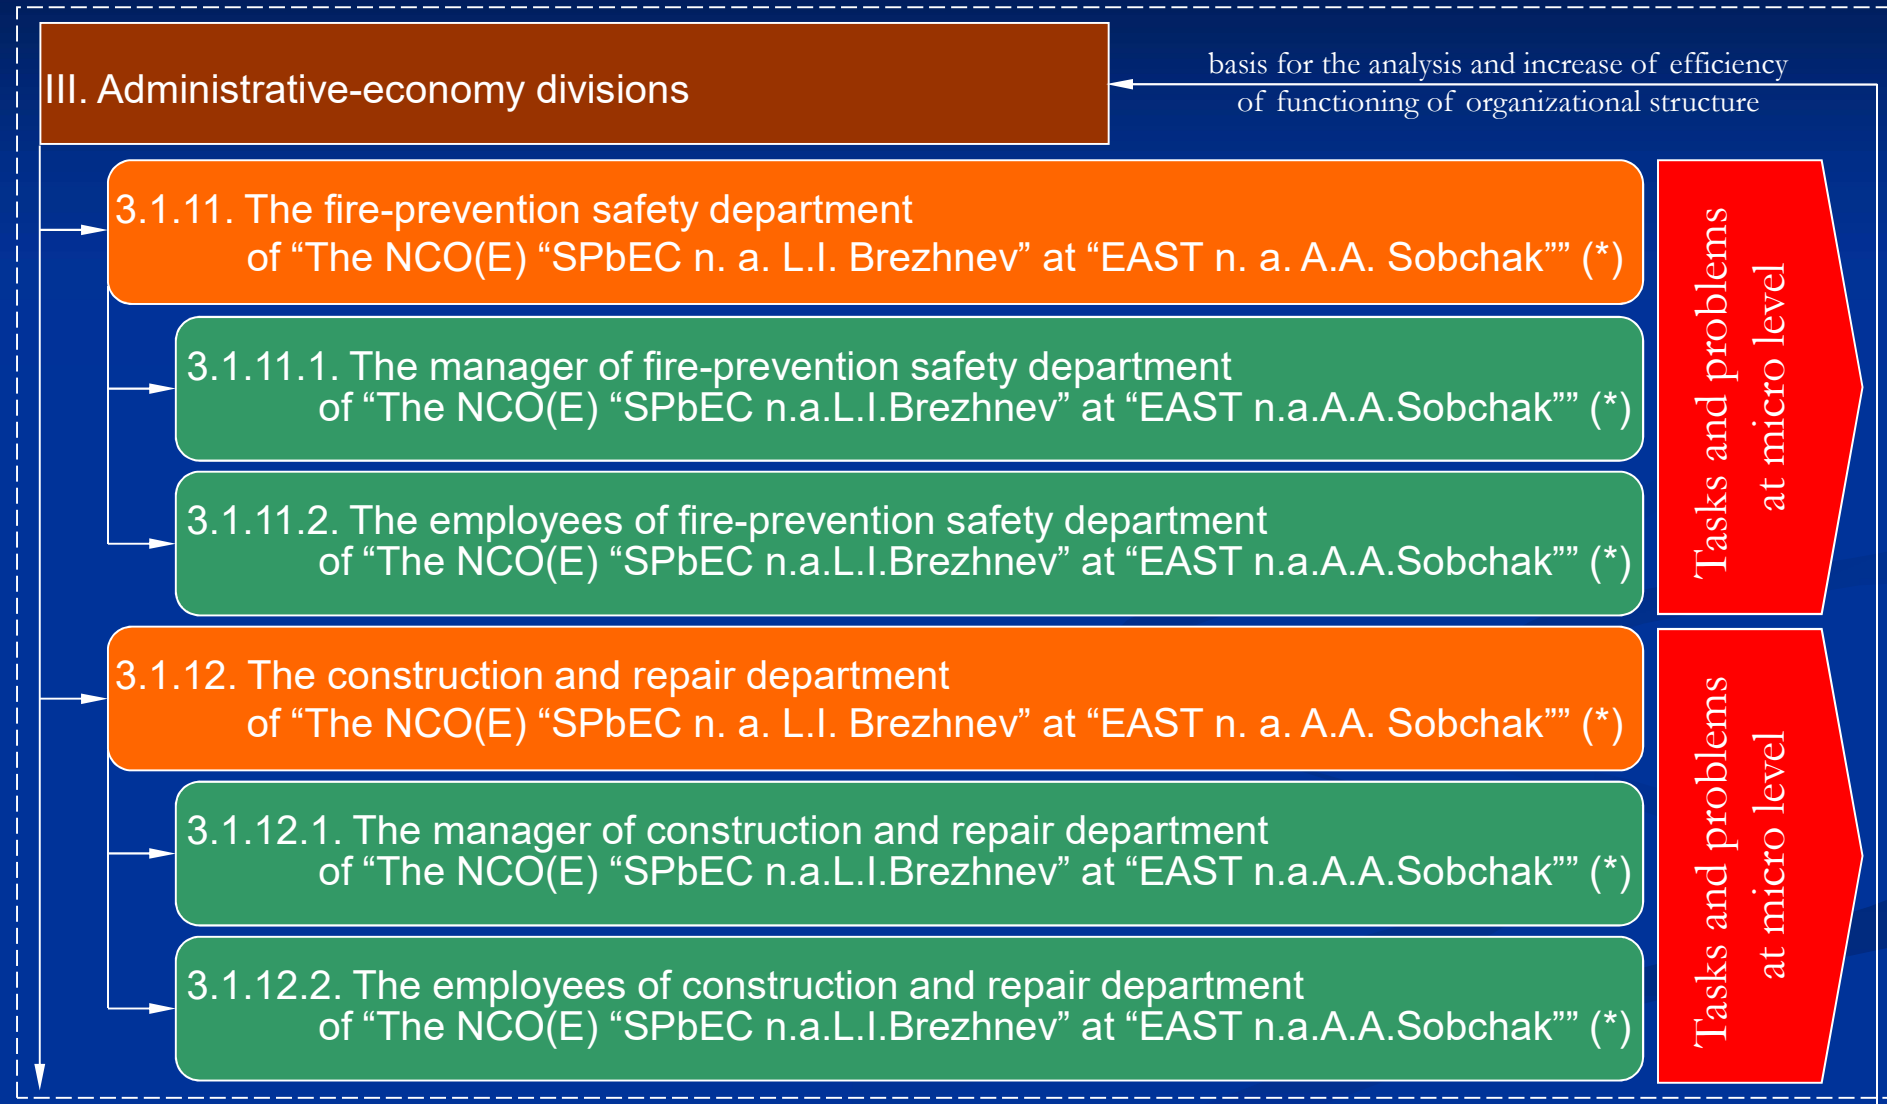 III. Administrative-economy divisions
basis for the analysis and increase of efficiency
of functioning of organizational structure
3.1.11. The fire-prevention safety department
of “The NCO(E) “SPbEC n. a. L.I. Brezhnev” at “EAST n. a. A.A. Sobchak”” (*)
3.1.11.1. The manager of fire-prevention safety department
of “The NCO(E) “SPbEC n.a.L.I.Brezhnev” at “EAST n.a.A.A.Sobchak”” (*)
3.1.11.2. The employees of fire-prevention safety department
of “The NCO(E) “SPbEC n.a.L.I.Brezhnev” at “EAST n.a.A.A.Sobchak”” (*)
Tasks and problems
at micro level
3.1.12. The construction and repair department
of “The NCO(E) “SPbEC n. a. L.I. Brezhnev” at “EAST n. a. A.A. Sobchak”” (*)
3.1.12.1. The manager of construction and repair department
of “The NCO(E) “SPbEC n.a.L.I.Brezhnev” at “EAST n.a.A.A.Sobchak”” (*)
3.1.12.2. The employees of construction and repair department
of “The NCO(E) “SPbEC n.a.L.I.Brezhnev” at “EAST n.a.A.A.Sobchak”” (*)
Tasks and problems
at micro level